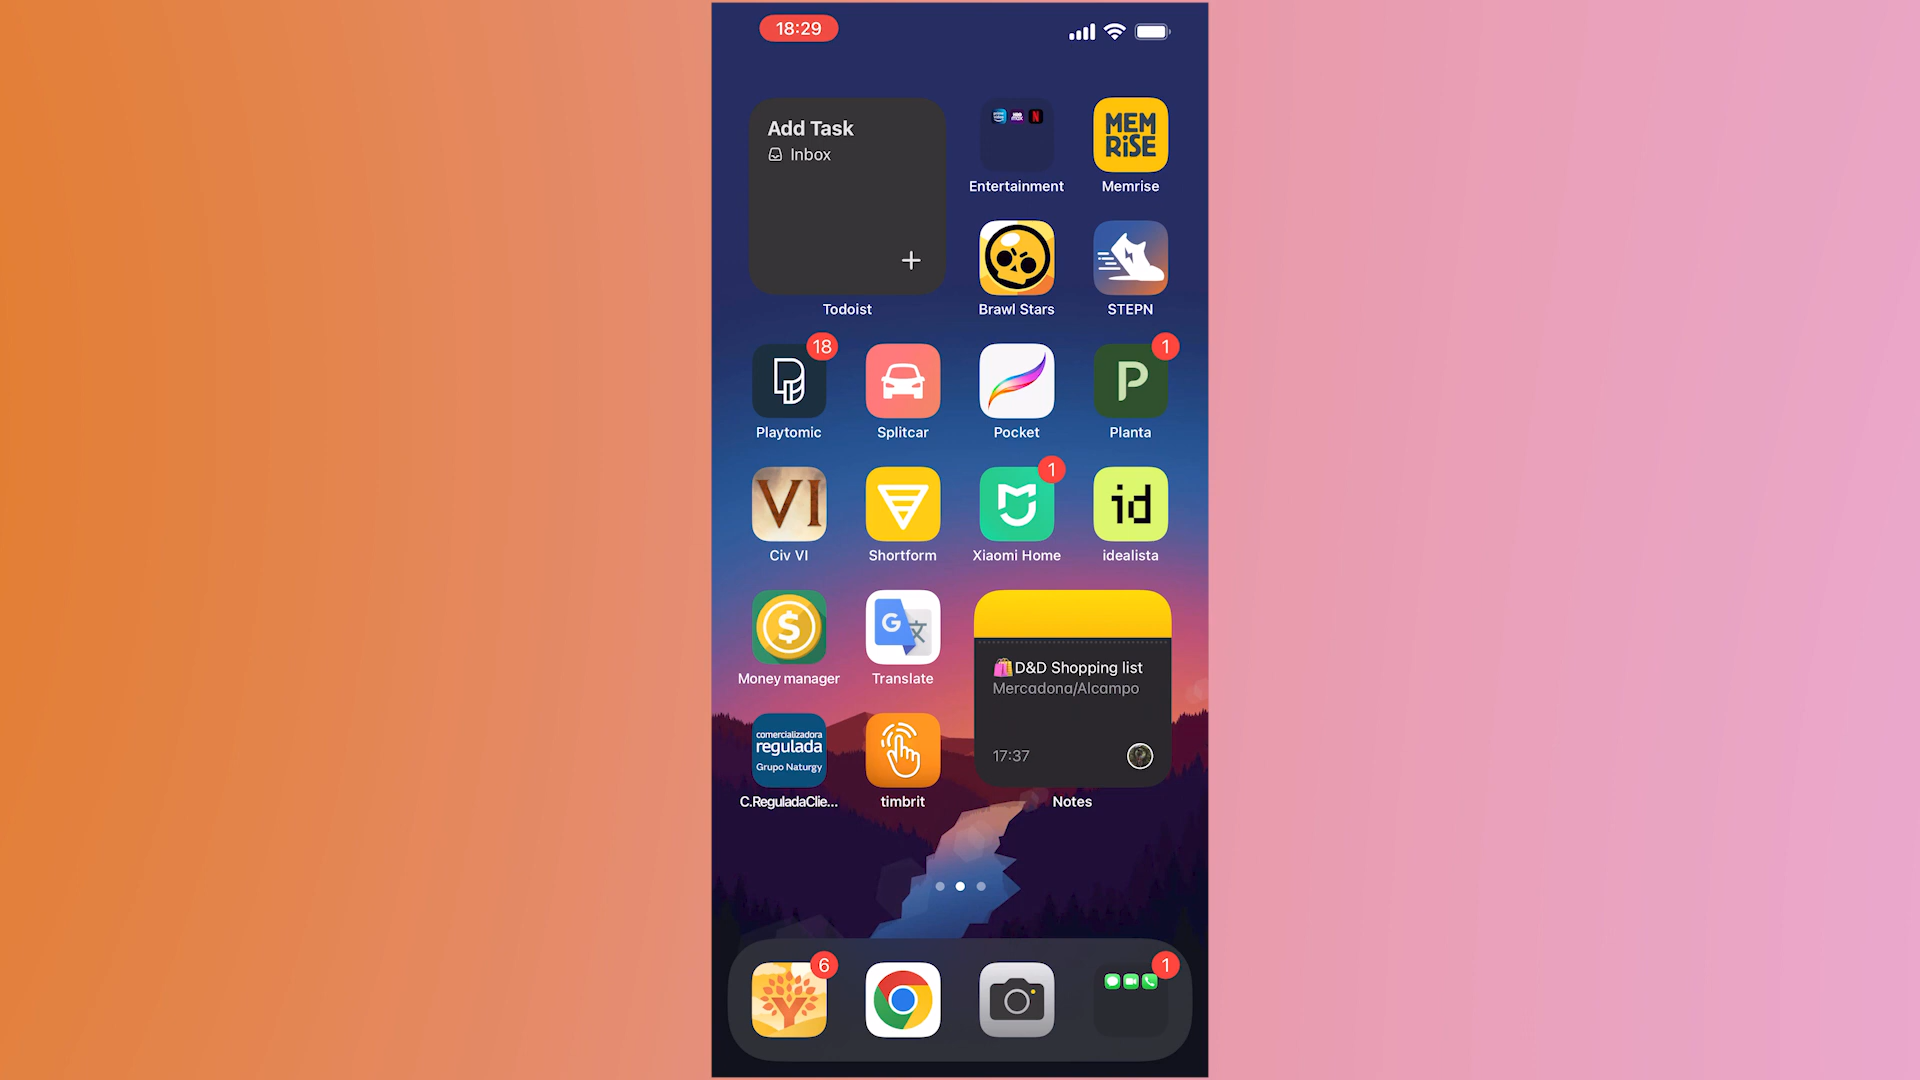 18:29
Add Task
Inbox
Todoist
Entertainment
MEM
RiSE
Memrise
Brawl Stars
STEPN
18
Playtomic
Splitcar
Pocket
1
P
Planta
VI
Civ VI
Shortform
1
Xiaomi Home
id
idealista
$
Money manager
G 文
Translate
🛍️D&D Shopping list
Mercadona/Alcampo
17:37
Notes
comercializadora
regulada
Grupo Naturgy
C.ReguladaClie...
timbrit
6
Y
1